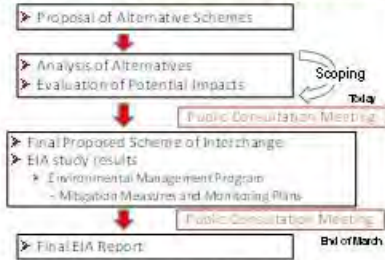 ➢ Proposal of Alternative Schemes
➢ Analysis of Alternatives
➢ Evaluation of Potential Impacts
Scoping
Today
Public Consultation Meeting
➢ Final Proposed Scheme of Interchange
➢ EIA study results
➢ Environmental Management Program
– Mitigation Measures and Monitoring Plans
Public Consultation Meeting
➢ Final EIA Report
End of March